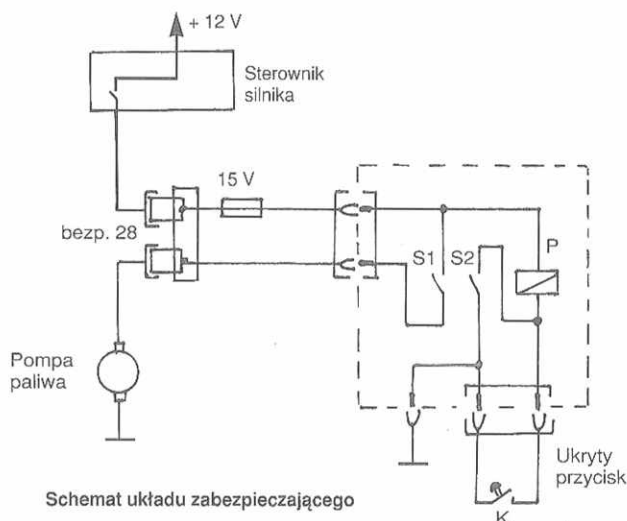 + 12 V
Sterownik
silnika
15 V
bezp. 28
S1
S2
P
Pompa
paliwa
Ukryty
przycisk
K
Schemat układu zabezpieczającego